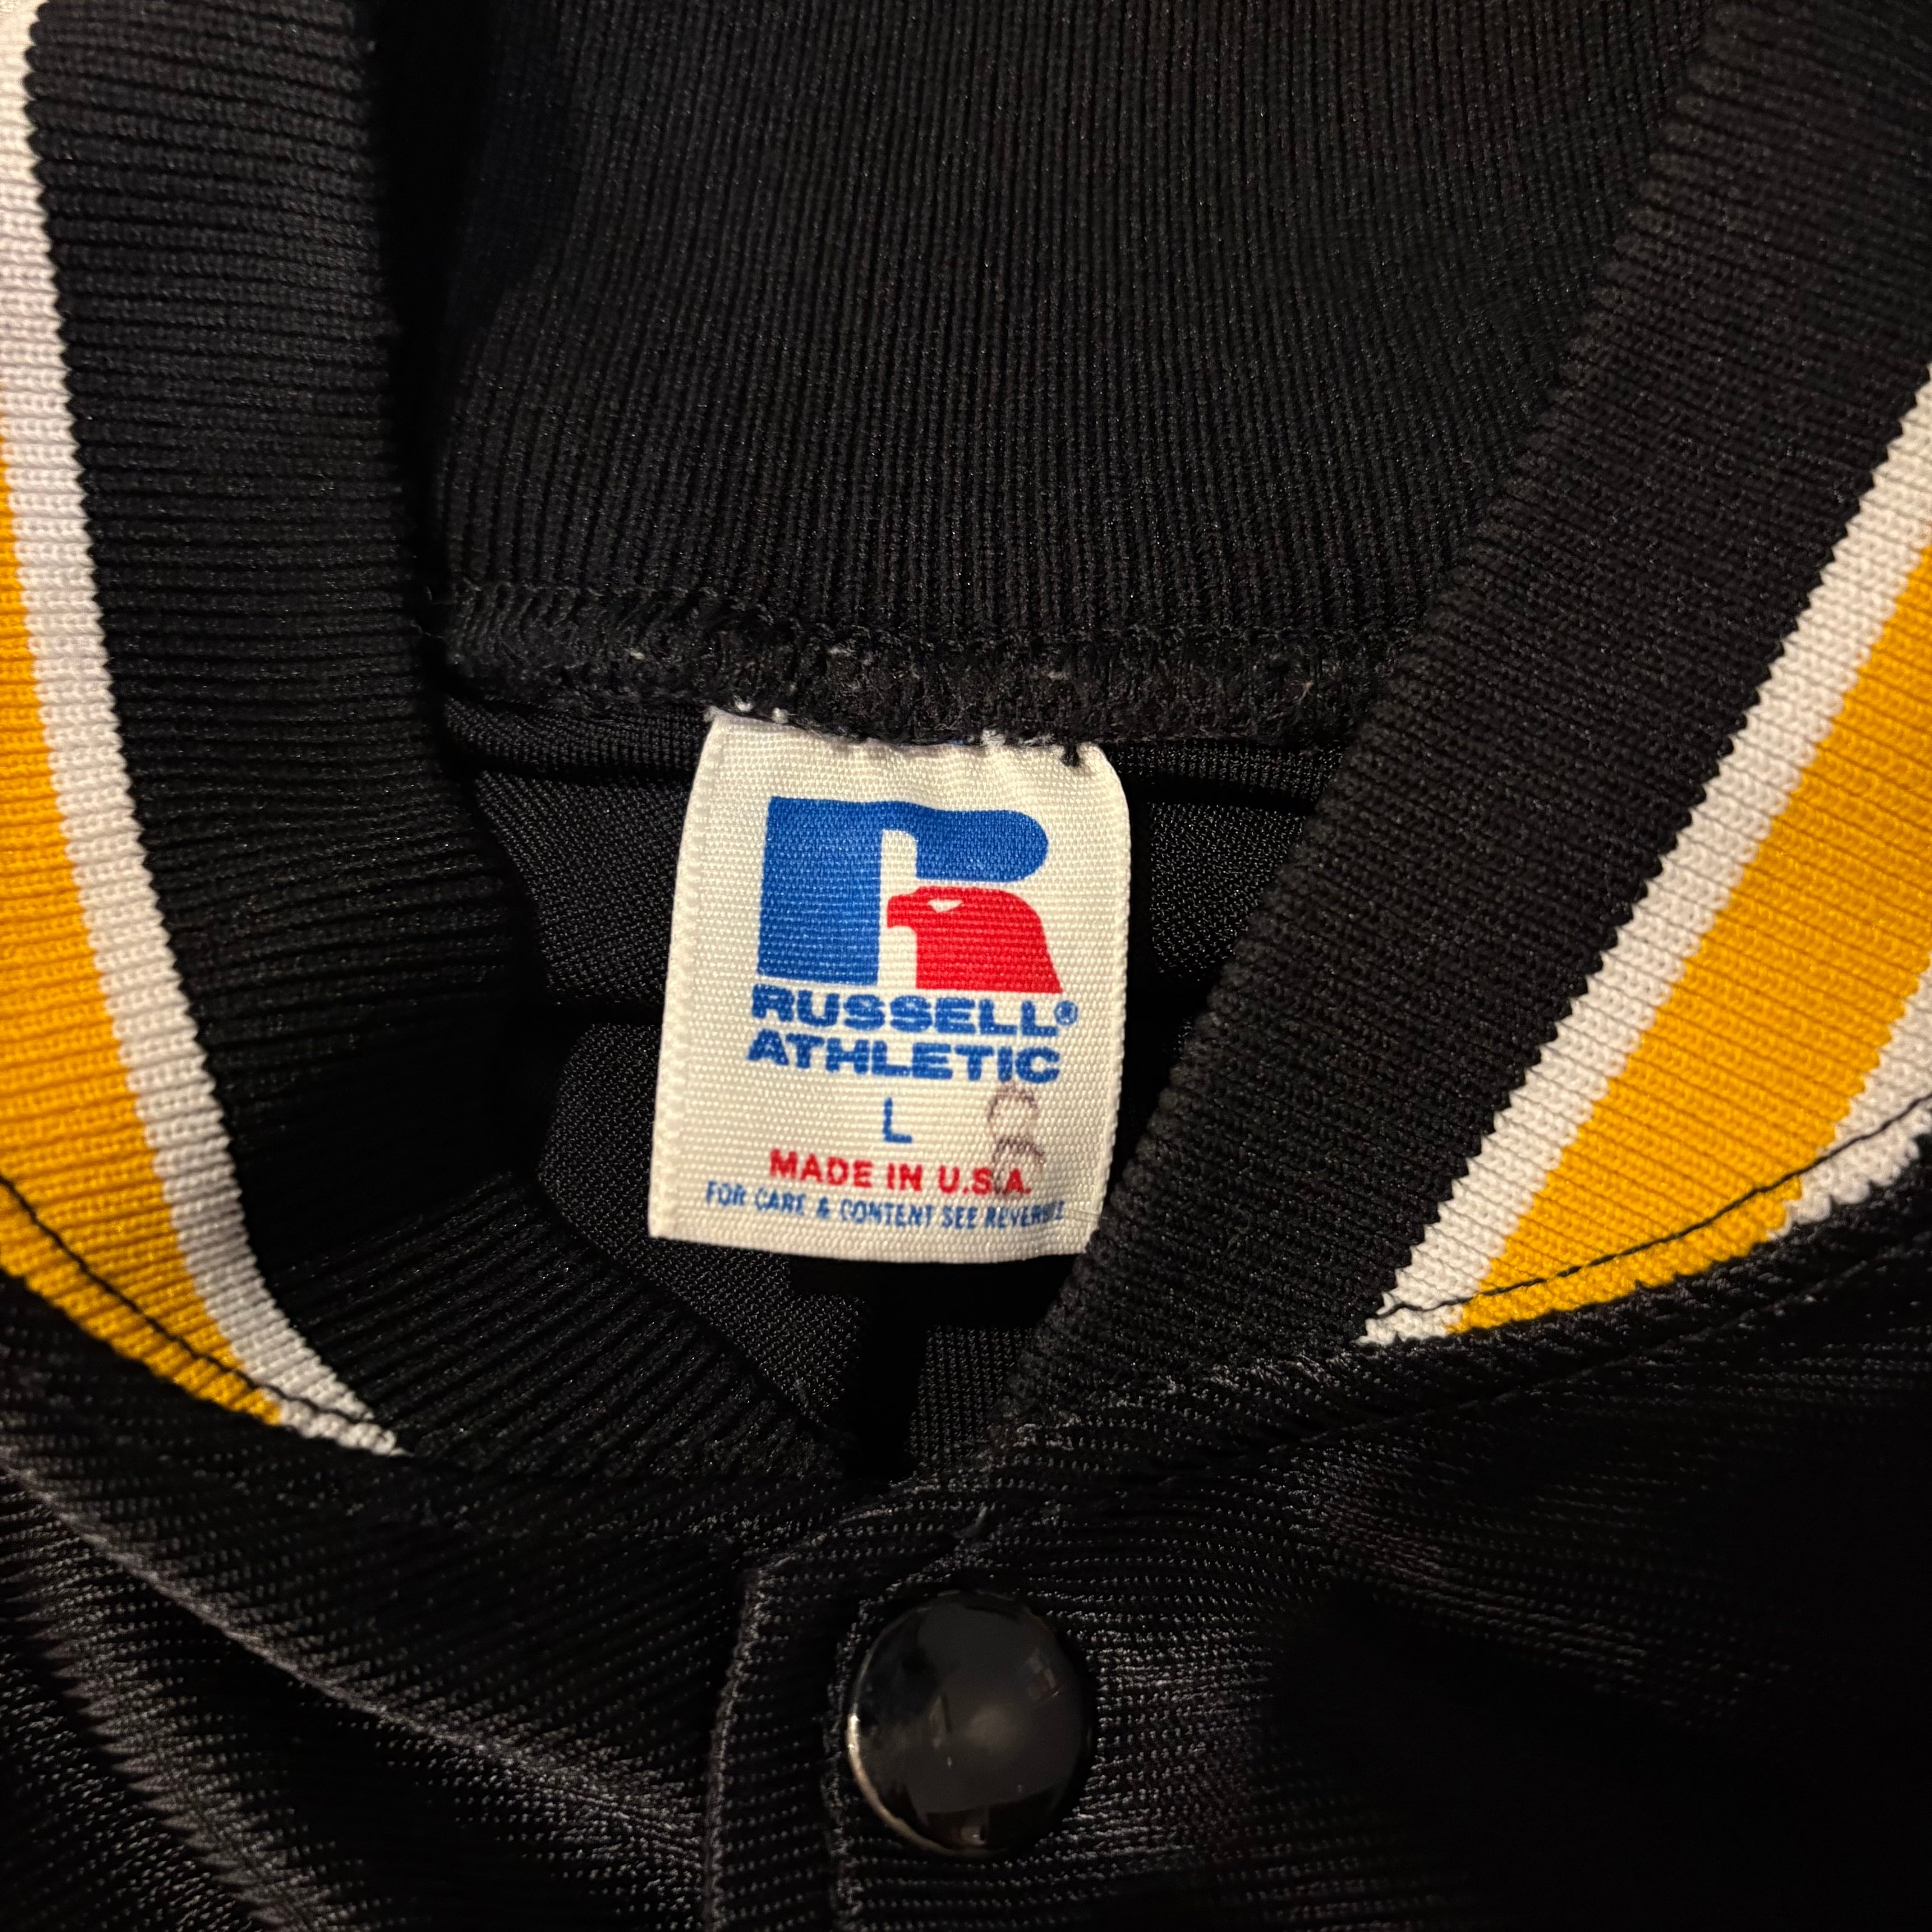 RUSSELL®
ATHLETIC
L
MADE IN U.S.A.
FOR CARE & CONTENT SEE REVERSE